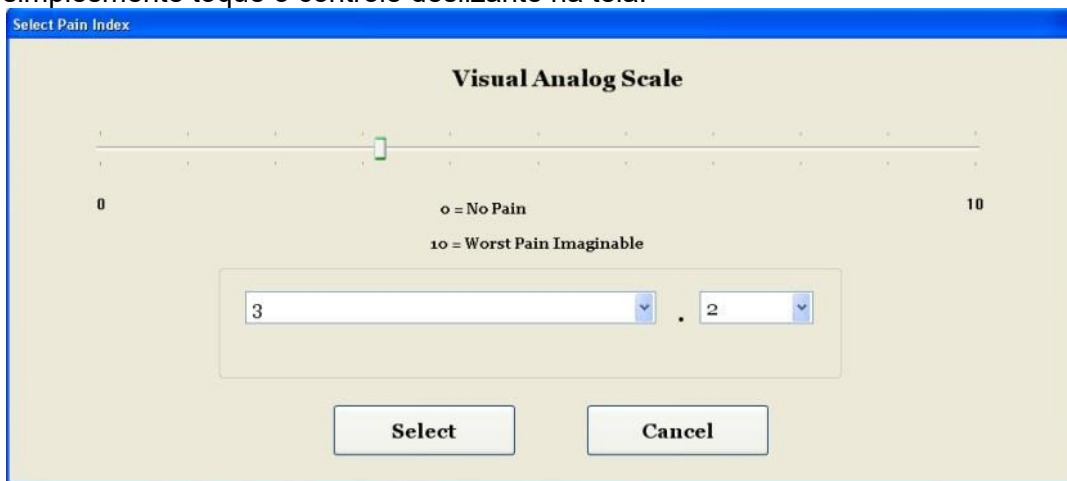 simplesmente toque o controle deslizante na tela.
Select Pain Index
Visual Analog Scale
0 10
0 = No Pain
10 = Worst Pain Imaginable
3 . 2
Select Cancel